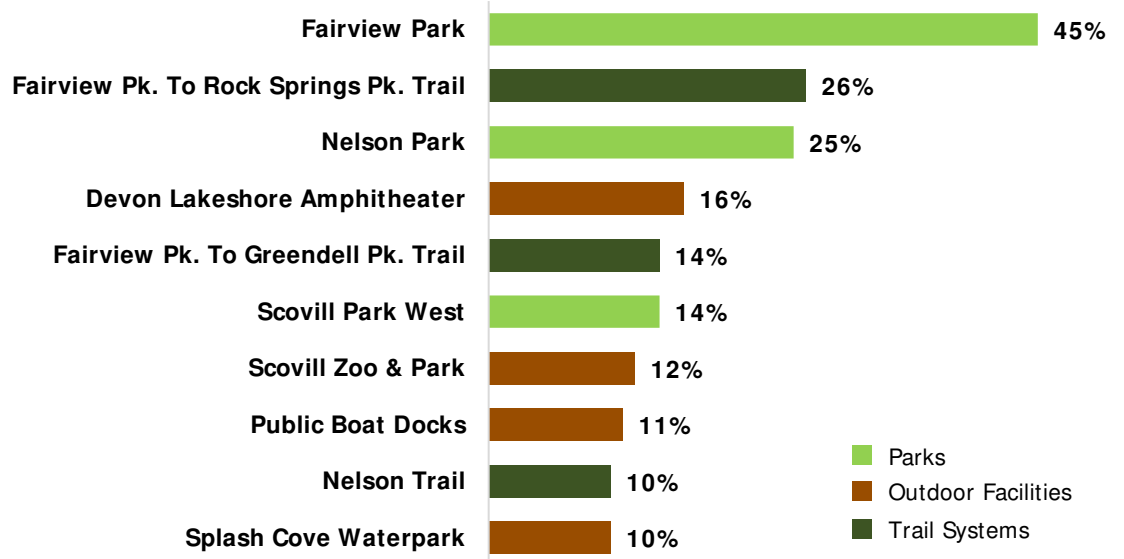 Fairview Park 45%
Fairview Pk. To Rock Springs Pk. Trail 26%
Nelson Park 25%
Devon Lakeshore Amphitheater 16%
Fairview Pk. To Greendell Pk. Trail 14%
Scovill Park West 14%
Scovill Zoo & Park 12%
Public Boat Docks 11%
Nelson Trail 10%
Splash Cove Waterpark 10%
Parks
Outdoor Facilities
Trail Systems